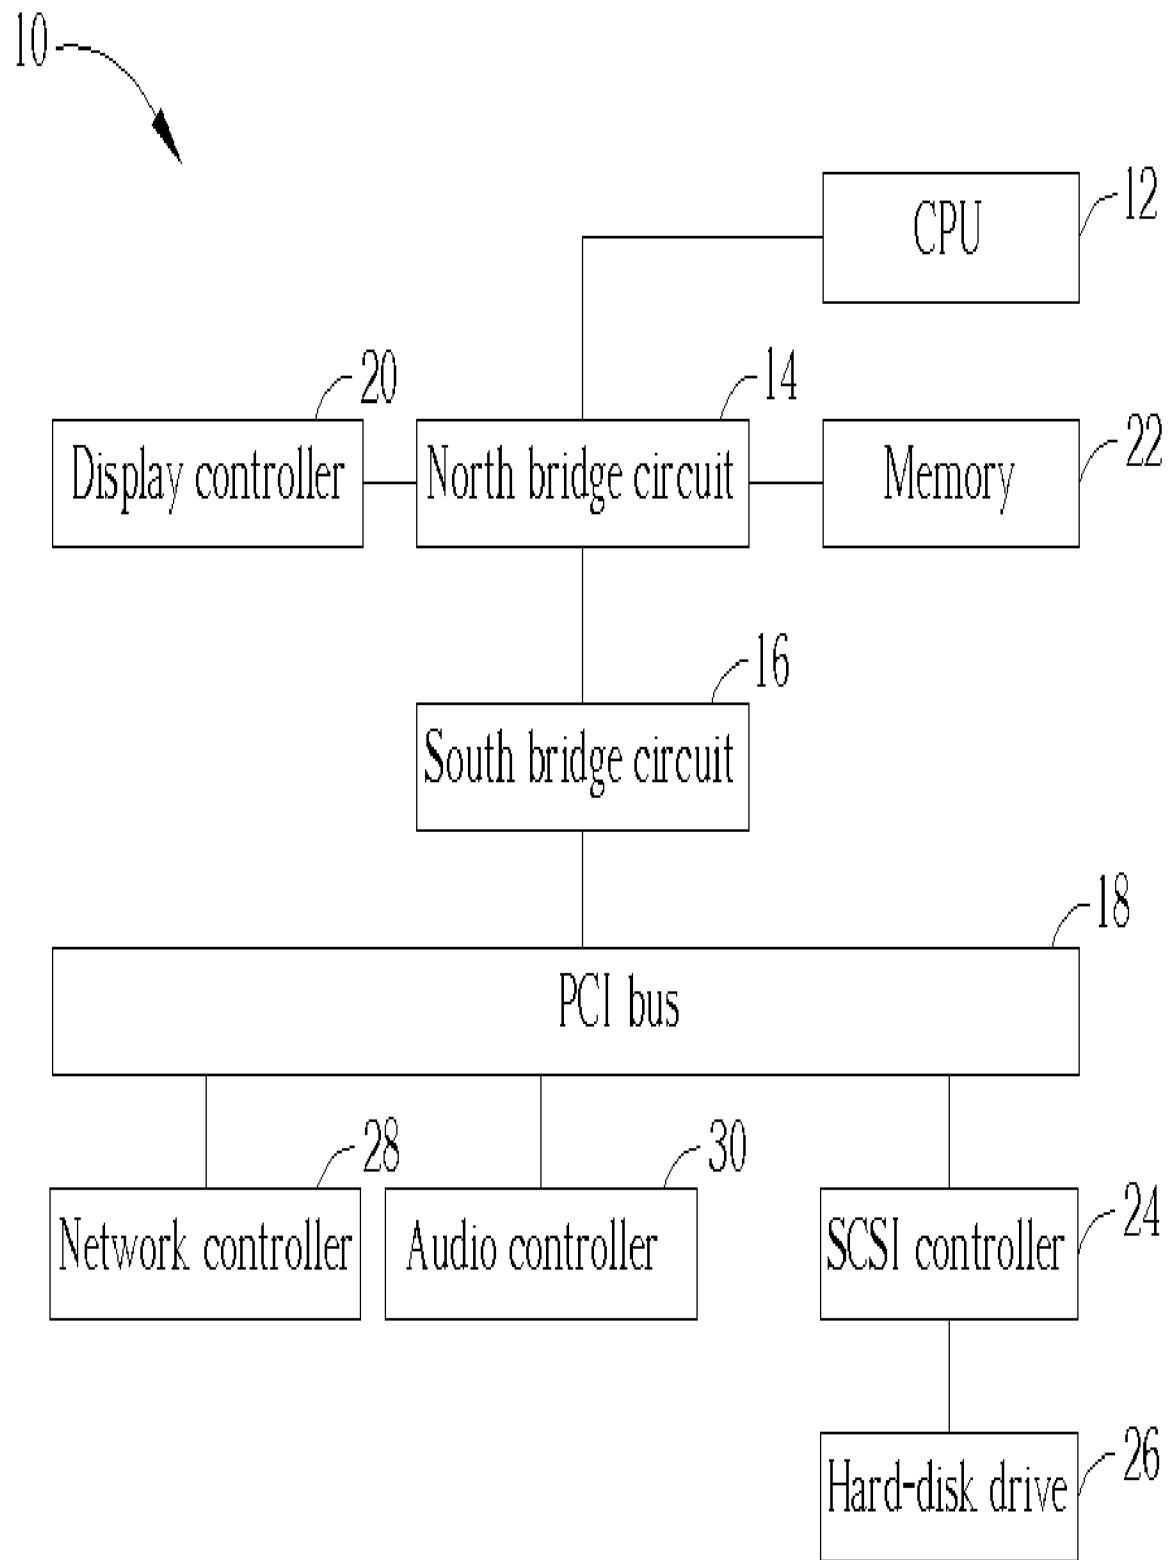 10
CPU
12
20
14
Display controller
North bridge circuit
Memory
22
16
South bridge circuit
18
PCI bus
28
30
Network controller
Audio controller
SCSI controller
24
Hard-disk drive
26